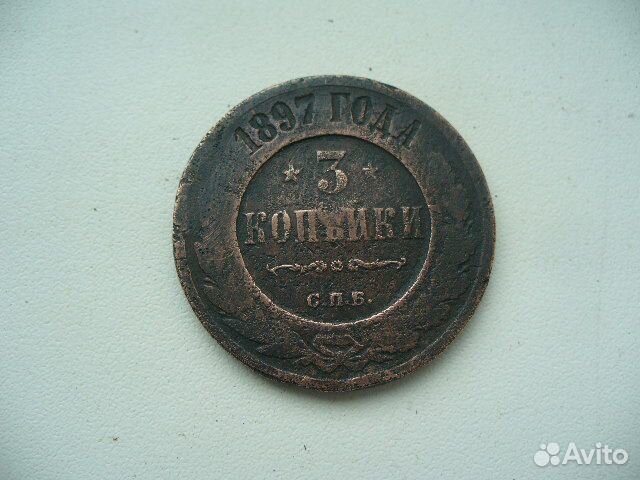 1897 ГОДА
3
КОПѢЙКИ
С.П.Б.
Avito